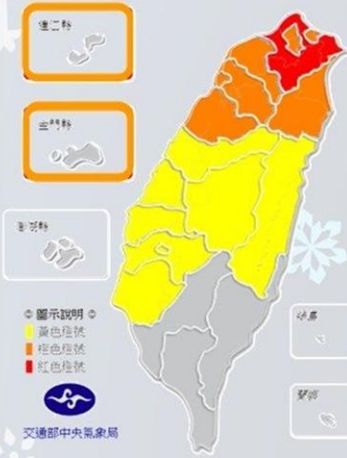 連江縣
金門縣
澎湖縣
◎ 圖示說明 ◎
黃色燈號
橙色燈號
紅色燈號
交通部中央氣象局
綠島
蘭嶼